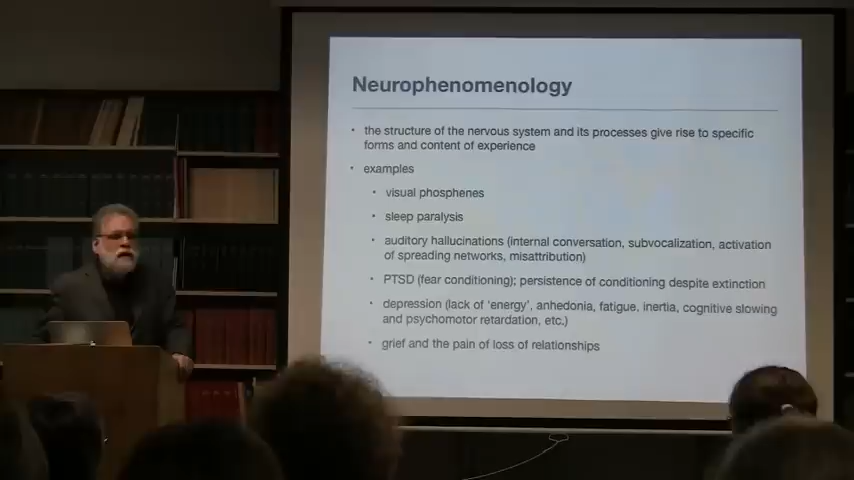 Neurophenomenology
• the structure of the nervous system and its processes give rise to specific
forms and content of experience
• examples
• visual phosphenes
• sleep paralysis
• auditory hallucinations (internal conversation, subvocalization, activation
of spreading networks, misattribution)
• PTSD (fear conditioning); persistence of conditioning despite extinction
• depression (lack of 'energy', anhedonia, fatigue, inertia, cognitive slowing
and psychomotor retardation, etc.)
• grief and the pain of loss of relationships